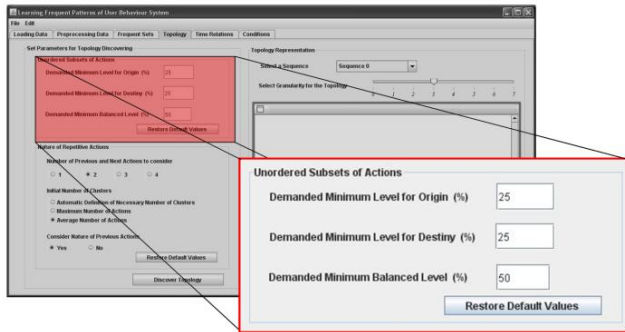 Learning Frequent Patterns of User Behaviour System
File Edit
Loading Data Preprocessing Data Frequent Sets Topology Time Relations Conditions
Set Parameters for Topology Discovering
Unordered Subsets of Actions
Demanded Minimum Level for Origin (%) 25
Demanded Minimum Level for Destiny (%) 25
Demanded Minimum Balanced Level (%) 50
Restore Default Values
Nature of Repetitive Actions
Number of Previous and Next Actions to consider
1 2 3 4
Initial Number of Clusters
Automatic Definition of Necessary Number of Clusters
Maximum Number of Actions
Average Number of Actions
Consider Nature of Previous Actions
Yes No
Restore Default Values
Discover Topology
Topology Representation
Select a Sequence Sequence 0
Select Granularity for the Topology
0 1 2 3 4 5 6 7
Unordered Subsets of Actions
Demanded Minimum Level for Origin (%) 25
Demanded Minimum Level for Destiny (%) 25
Demanded Minimum Balanced Level (%) 50
Restore Default Values